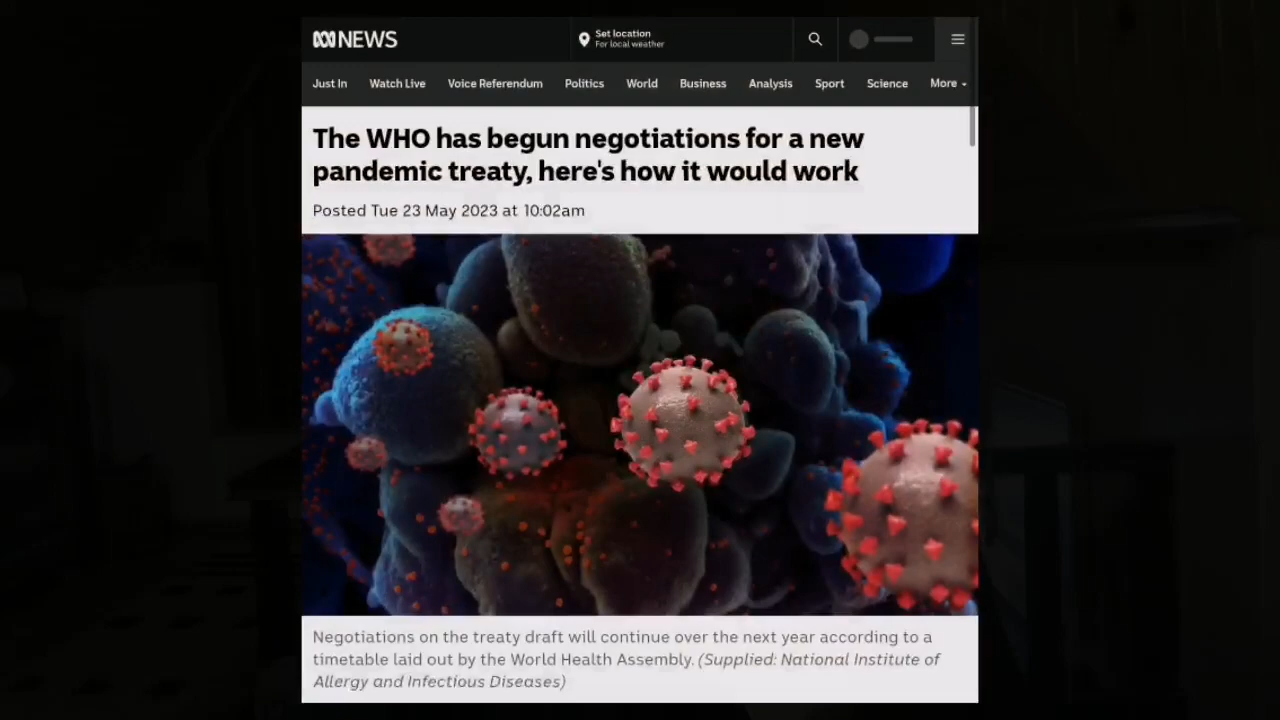 NEWS
Set location
For local weather
Just In
Watch Live
Voice Referendum
Politics
World
Business
Analysis
Sport
Science
More
The WHO has begun negotiations for a new
pandemic treaty, here's how it would work
Posted Tue 23 May 2023 at 10:02am
Negotiations on the treaty draft will continue over the next year according to a
timetable laid out by the World Health Assembly. (Supplied: National Institute of
Allergy and Infectious Diseases)